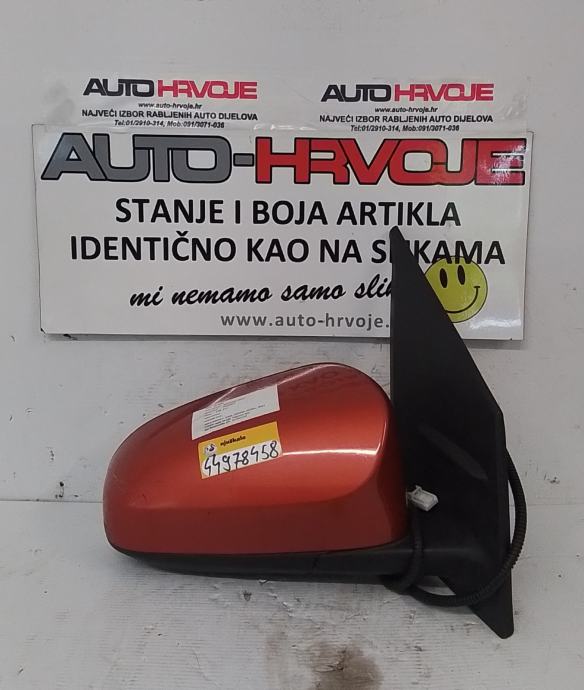 AUTO HRVOJE
www.auto-hrvoje.hr
NAJVEĆI IZBOR RABLJENIH AUTO DIJELOVA
Tel:01/2910-314, Mob:091/3071-036
AUTO HRVOJE
www.auto-hrvoje.hr
NAJVEĆI IZBOR RABLJENIH AUTO DIJELOVA
Tel:01/2910-314, Mob:091/3071-036
AUTO-HRVOJE
STANJE I BOJA ARTIKLA
IDENTIČNO KAO NA S KAMA
mi nemamo samo sli
www.auto-hrvoje.
njuškalo
44978458